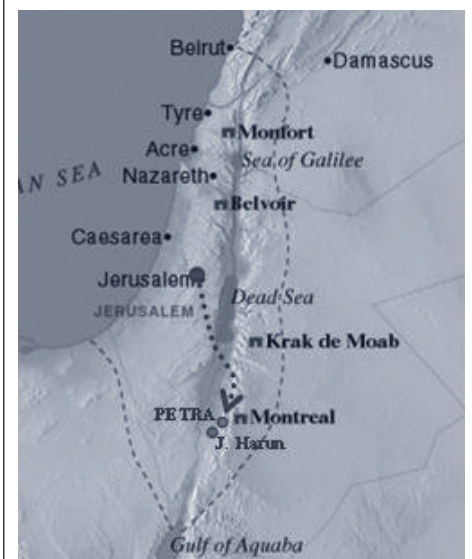 Beirut
Damascus
Tyre
Monfort
Acre
Sea of Galilee
AN SEA
Nazareth
Belvoir
Caesarea
Jerusalem
Dead Sea
JERUSALEM
Krak de Moab
PETRA
Montreal
J. Harun
Gulf of Aquaba